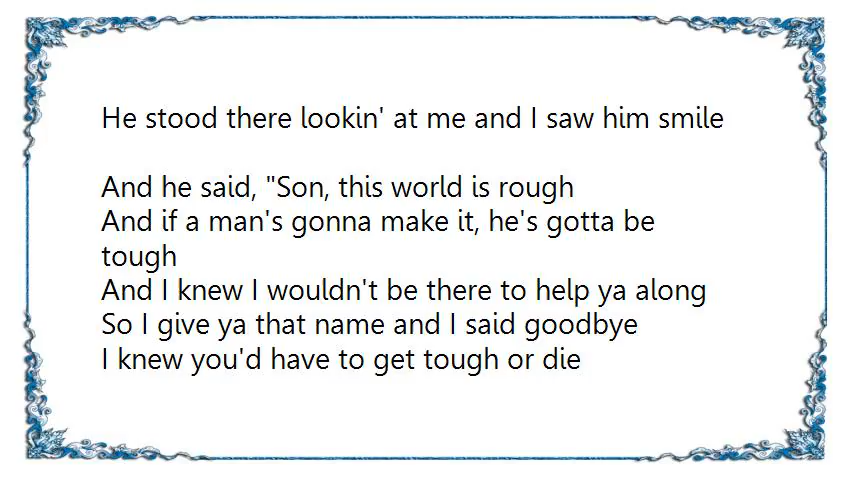 He stood there lookin' at me and I saw him smile
And he said, "Son, this world is rough
And if a man's gonna make it, he's gotta be
tough
And I knew I wouldn't be there to help ya along
So I give ya that name and I said goodbye
I knew you'd have to get tough or die